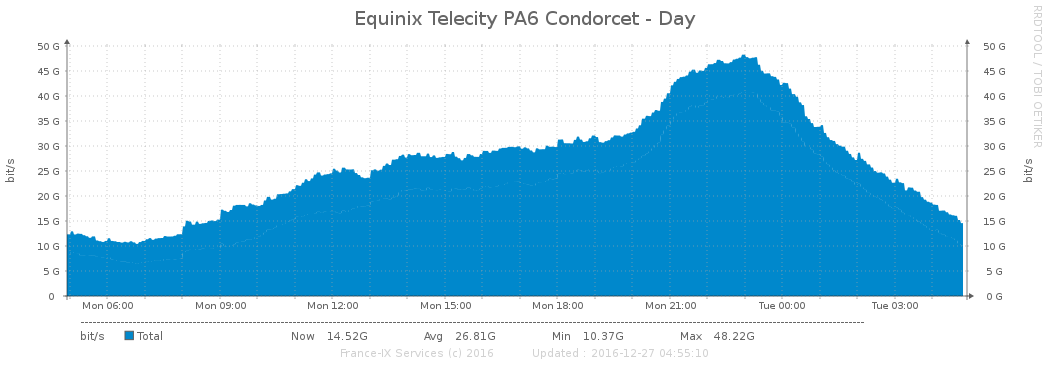 Equinix Telecity PA6 Condorcet - Day
RRDTOOL / TOBI OETIKER
bit/s
50 G 50 G
45 G 45 G
40 G 40 G
35 G 35 G
30 G 30 G
25 G 25 G
20 G 20 G
15 G 15 G
10 G 10 G
5 G 5 G
0 0 G
bit/s
Mon 06:00 Mon 09:00 Mon 12:00 Mon 15:00 Mon 18:00 Mon 21:00 Tue 00:00 Tue 03:00
bit/s Total Now 14.52G Avg 26.81G Min 10.37G Max 48.22G
France-IX Services (c) 2016 Updated : 2016-12-27 04:55:10